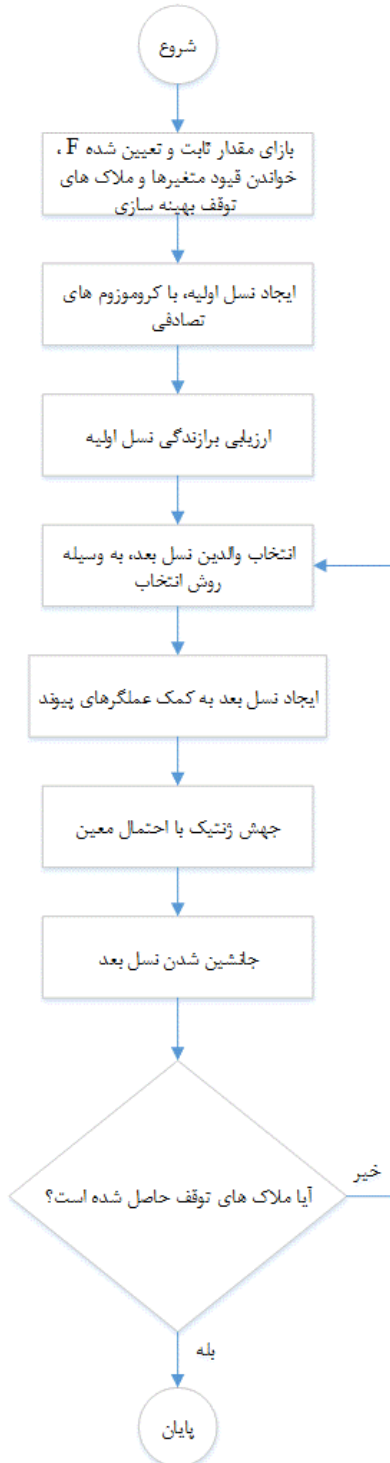 شروع
بازای مقدار ثابت و تعیین شده F ،
خواندن قیود متغیرها و ملاک های
توقف بهینه سازی
ایجاد نسل اولیه، با کروموزوم های
تصادفی
ارزیابی برازندگی نسل اولیه
انتخاب والدین نسل بعد، به وسیله
روش انتخاب
ایجاد نسل بعد به کمک عملگرهای پیوند
جهش ژنتیک با احتمال معین
جانشین شدن نسل بعد
آیا ملاک های توقف حاصل شده است؟
خیر
بله
پایان